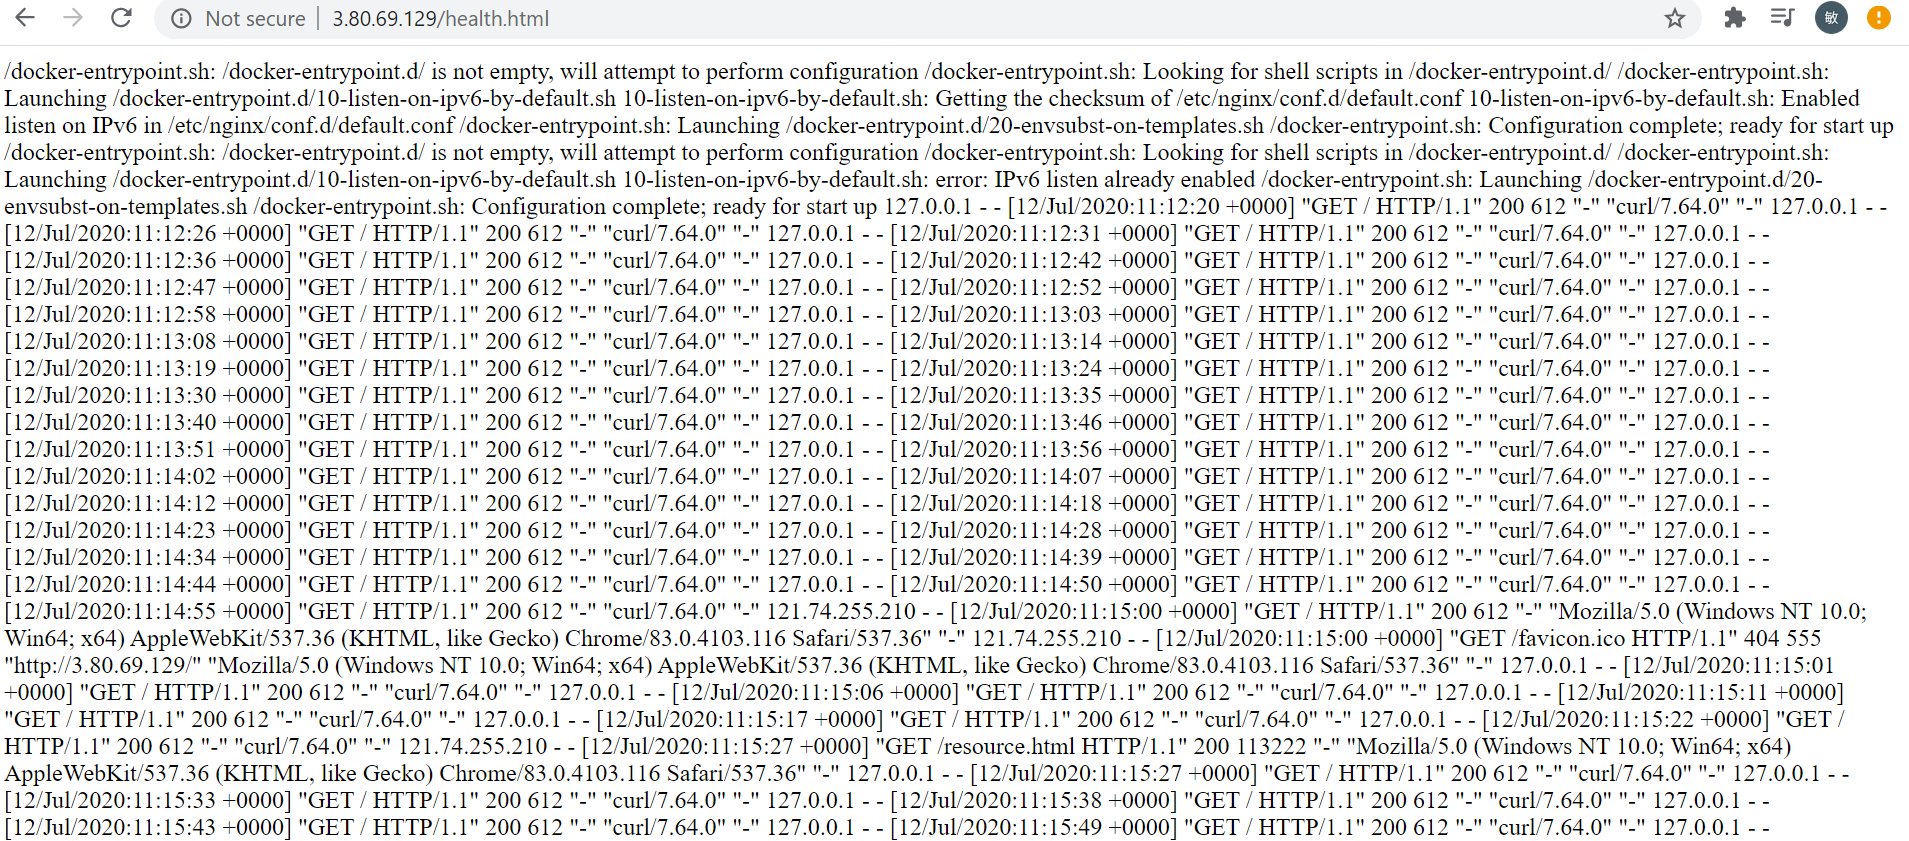 Not secure | 3.80.69.129/health.html
敏
/docker-entrypoint.sh: /docker-entrypoint.d/ is not empty, will attempt to perform configuration /docker-entrypoint.sh: Looking for shell scripts in /docker-entrypoint.d/ /docker-entrypoint.sh:
Launching /docker-entrypoint.d/10-listen-on-ipv6-by-default.sh 10-listen-on-ipv6-by-default.sh: Getting the checksum of /etc/nginx/conf.d/default.conf 10-listen-on-ipv6-by-default.sh: Enabled
listen on IPv6 in /etc/nginx/conf.d/default.conf /docker-entrypoint.sh: Launching /docker-entrypoint.d/20-envsubst-on-templates.sh /docker-entrypoint.sh: Configuration complete; ready for start up
/docker-entrypoint.sh: /docker-entrypoint.d/ is not empty, will attempt to perform configuration /docker-entrypoint.sh: Looking for shell scripts in /docker-entrypoint.d/ /docker-entrypoint.sh:
Launching /docker-entrypoint.d/10-listen-on-ipv6-by-default.sh 10-listen-on-ipv6-by-default.sh: error: IPv6 listen already enabled /docker-entrypoint.sh: Launching /docker-entrypoint.d/20-
envsubst-on-templates.sh /docker-entrypoint.sh: Configuration complete; ready for start up 127.0.0.1 - - [12/Jul/2020:11:12:20 +0000] "GET / HTTP/1.1" 200 612 "-" "curl/7.64.0" "-" 127.0.0.1 - -
[12/Jul/2020:11:12:26 +0000] "GET / HTTP/1.1" 200 612 "-" "curl/7.64.0" "-" 127.0.0.1 - - [12/Jul/2020:11:12:31 +0000] "GET / HTTP/1.1" 200 612 "-" "curl/7.64.0" "-" 127.0.0.1 - -
[12/Jul/2020:11:12:36 +0000] "GET / HTTP/1.1" 200 612 "-" "curl/7.64.0" "-" 127.0.0.1 - - [12/Jul/2020:11:12:42 +0000] "GET / HTTP/1.1" 200 612 "-" "curl/7.64.0" "-" 127.0.0.1 - -
[12/Jul/2020:11:12:47 +0000] "GET / HTTP/1.1" 200 612 "-" "curl/7.64.0" "-" 127.0.0.1 - - [12/Jul/2020:11:12:52 +0000] "GET / HTTP/1.1" 200 612 "-" "curl/7.64.0" "-" 127.0.0.1 - -
[12/Jul/2020:11:12:58 +0000] "GET / HTTP/1.1" 200 612 "-" "curl/7.64.0" "-" 127.0.0.1 - - [12/Jul/2020:11:13:03 +0000] "GET / HTTP/1.1" 200 612 "-" "curl/7.64.0" "-" 127.0.0.1 - -
[12/Jul/2020:11:13:08 +0000] "GET / HTTP/1.1" 200 612 "-" "curl/7.64.0" "-" 127.0.0.1 - - [12/Jul/2020:11:13:14 +0000] "GET / HTTP/1.1" 200 612 "-" "curl/7.64.0" "-" 127.0.0.1 - -
[12/Jul/2020:11:13:19 +0000] "GET / HTTP/1.1" 200 612 "-" "curl/7.64.0" "-" 127.0.0.1 - - [12/Jul/2020:11:13:24 +0000] "GET / HTTP/1.1" 200 612 "-" "curl/7.64.0" "-" 127.0.0.1 - -
[12/Jul/2020:11:13:30 +0000] "GET / HTTP/1.1" 200 612 "-" "curl/7.64.0" "-" 127.0.0.1 - - [12/Jul/2020:11:13:35 +0000] "GET / HTTP/1.1" 200 612 "-" "curl/7.64.0" "-" 127.0.0.1 - -
[12/Jul/2020:11:13:40 +0000] "GET / HTTP/1.1" 200 612 "-" "curl/7.64.0" "-" 127.0.0.1 - - [12/Jul/2020:11:13:46 +0000] "GET / HTTP/1.1" 200 612 "-" "curl/7.64.0" "-" 127.0.0.1 - -
[12/Jul/2020:11:13:51 +0000] "GET / HTTP/1.1" 200 612 "-" "curl/7.64.0" "-" 127.0.0.1 - - [12/Jul/2020:11:13:56 +0000] "GET / HTTP/1.1" 200 612 "-" "curl/7.64.0" "-" 127.0.0.1 - -
[12/Jul/2020:11:14:02 +0000] "GET / HTTP/1.1" 200 612 "-" "curl/7.64.0" "-" 127.0.0.1 - - [12/Jul/2020:11:14:07 +0000] "GET / HTTP/1.1" 200 612 "-" "curl/7.64.0" "-" 127.0.0.1 - -
[12/Jul/2020:11:14:12 +0000] "GET / HTTP/1.1" 200 612 "-" "curl/7.64.0" "-" 127.0.0.1 - - [12/Jul/2020:11:14:18 +0000] "GET / HTTP/1.1" 200 612 "-" "curl/7.64.0" "-" 127.0.0.1 - -
[12/Jul/2020:11:14:23 +0000] "GET / HTTP/1.1" 200 612 "-" "curl/7.64.0" "-" 127.0.0.1 - - [12/Jul/2020:11:14:28 +0000] "GET / HTTP/1.1" 200 612 "-" "curl/7.64.0" "-" 127.0.0.1 - -
[12/Jul/2020:11:14:34 +0000] "GET / HTTP/1.1" 200 612 "-" "curl/7.64.0" "-" 127.0.0.1 - - [12/Jul/2020:11:14:39 +0000] "GET / HTTP/1.1" 200 612 "-" "curl/7.64.0" "-" 127.0.0.1 - -
[12/Jul/2020:11:14:44 +0000] "GET / HTTP/1.1" 200 612 "-" "curl/7.64.0" "-" 127.0.0.1 - - [12/Jul/2020:11:14:50 +0000] "GET / HTTP/1.1" 200 612 "-" "curl/7.64.0" "-" 127.0.0.1 - -
[12/Jul/2020:11:14:55 +0000] "GET / HTTP/1.1" 200 612 "-" "curl/7.64.0" "-" 121.74.255.210 - - [12/Jul/2020:11:15:00 +0000] "GET / HTTP/1.1" 200 612 "-" "Mozilla/5.0 (Windows NT 10.0;
Win64; x64) AppleWebKit/537.36 (KHTML, like Gecko) Chrome/83.0.4103.116 Safari/537.36" "-" 121.74.255.210 - - [12/Jul/2020:11:15:00 +0000] "GET /favicon.ico HTTP/1.1" 404 555
"http://3.80.69.129/" "Mozilla/5.0 (Windows NT 10.0; Win64; x64) AppleWebKit/537.36 (KHTML, like Gecko) Chrome/83.0.4103.116 Safari/537.36" "-" 127.0.0.1 - - [12/Jul/2020:11:15:01
+0000] "GET / HTTP/1.1" 200 612 "-" "curl/7.64.0" "-" 127.0.0.1 - - [12/Jul/2020:11:15:06 +0000] "GET / HTTP/1.1" 200 612 "-" "curl/7.64.0" "-" 127.0.0.1 - - [12/Jul/2020:11:15:11 +0000]
"GET / HTTP/1.1" 200 612 "-" "curl/7.64.0" "-" 127.0.0.1 - - [12/Jul/2020:11:15:17 +0000] "GET / HTTP/1.1" 200 612 "-" "curl/7.64.0" "-" 127.0.0.1 - - [12/Jul/2020:11:15:22 +0000] "GET /
HTTP/1.1" 200 612 "-" "curl/7.64.0" "-" 121.74.255.210 - - [12/Jul/2020:11:15:27 +0000] "GET /resource.html HTTP/1.1" 200 113222 "-" "Mozilla/5.0 (Windows NT 10.0; Win64; x64)
AppleWebKit/537.36 (KHTML, like Gecko) Chrome/83.0.4103.116 Safari/537.36" "-" 127.0.0.1 - - [12/Jul/2020:11:15:27 +0000] "GET / HTTP/1.1" 200 612 "-" "curl/7.64.0" "-" 127.0.0.1 - -
[12/Jul/2020:11:15:33 +0000] "GET / HTTP/1.1" 200 612 "-" "curl/7.64.0" "-" 127.0.0.1 - - [12/Jul/2020:11:15:38 +0000] "GET / HTTP/1.1" 200 612 "-" "curl/7.64.0" "-" 127.0.0.1 - -
[12/Jul/2020:11:15:43 +0000] "GET / HTTP/1.1" 200 612 "-" "curl/7.64.0" "-" 127.0.0.1 - - [12/Jul/2020:11:15:49 +0000] "GET / HTTP/1.1" 200 612 "-" "curl/7.64.0" "-" 127.0.0.1 - -